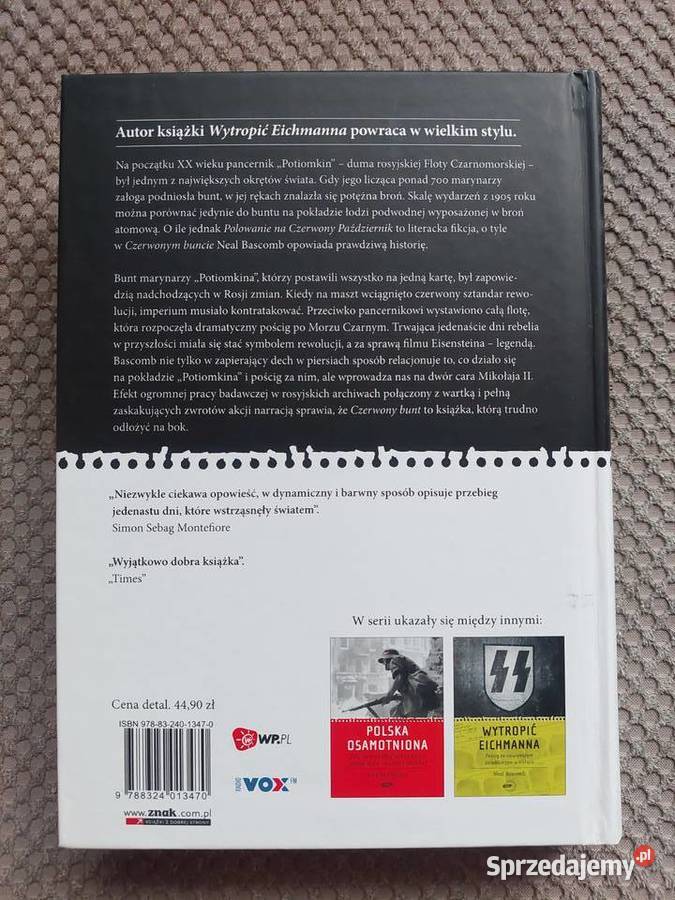 Autor książki Wytropić Eichmanna powraca w wielkim stylu.
Na początku XX wieku pancernik „Potiomkin” – duma rosyjskiej Floty Czarnomorskiej –
był jednym z największych okrętów świata. Gdy jego licząca ponad 700 marynarzy
załoga podniosła bunt, w jej rękach znalazła się potężna broń. Skalę wydarzeń z 1905 roku
można porównać jedynie do buntu na pokładzie łodzi podwodnej wyposażonej w broń
atomową. O ile jednak Polowanie na Czerwony Październik to literacka fikcja, o tyle
w Czerwonym buncie Neal Bascomb opowiada prawdziwą historię.
Bunt marynarzy „Potiomkina”, którzy postawili wszystko na jedną kartę, był zapowie-
dzią nadchodzących w Rosji zmian. Kiedy na maszt wciągnięto czerwony sztandar rewo-
lucji, imperium musiało kontratakować. Przeciwko pancernikowi wystawiono całą flotę,
która rozpoczęła dramatyczny pościg po Morzu Czarnym. Trwająca jedenaście dni rebelia
w przyszłości miała się stać symbolem rewolucji, a za sprawą filmu Eisensteina – legendą.
Bascomb nie tylko w zapierający dech w piersiach sposób relacjonuje to, co działo się
na pokładzie „Potiomkina” i pościg za nim, ale wprowadza nas na dwór cara Mikołaja II.
Efekt ogromnej pracy badawczej w rosyjskich archiwach połączony z wartką i pełną
zaskakujących zwrotów akcji narracją sprawia, że Czerwony bunt to książka, którą trudno
odłożyć na bok.
„Niezwykle ciekawa opowieść, w dynamiczny i barwny sposób opisuje przebieg
jedenastu dni, które wstrząsnęły światem”.
Simon Sebag Montefiore
„Wyjątkowo dobra książka”.
„Times”
W serii ukazały się między innymi:
POLSKA
OSAMOTNIONA
WYTROPIĆ
EICHMANNA
Neal Bascomb
Cena detal. 44,90 zł
ISBN 978-83-240-1347-0
9 788324 013470
www.znak.com.pl
KSIĄŻKI Z DOBREJ STRONY
WP.PL
RADIO VOX FM
Sprzedajemy.pl